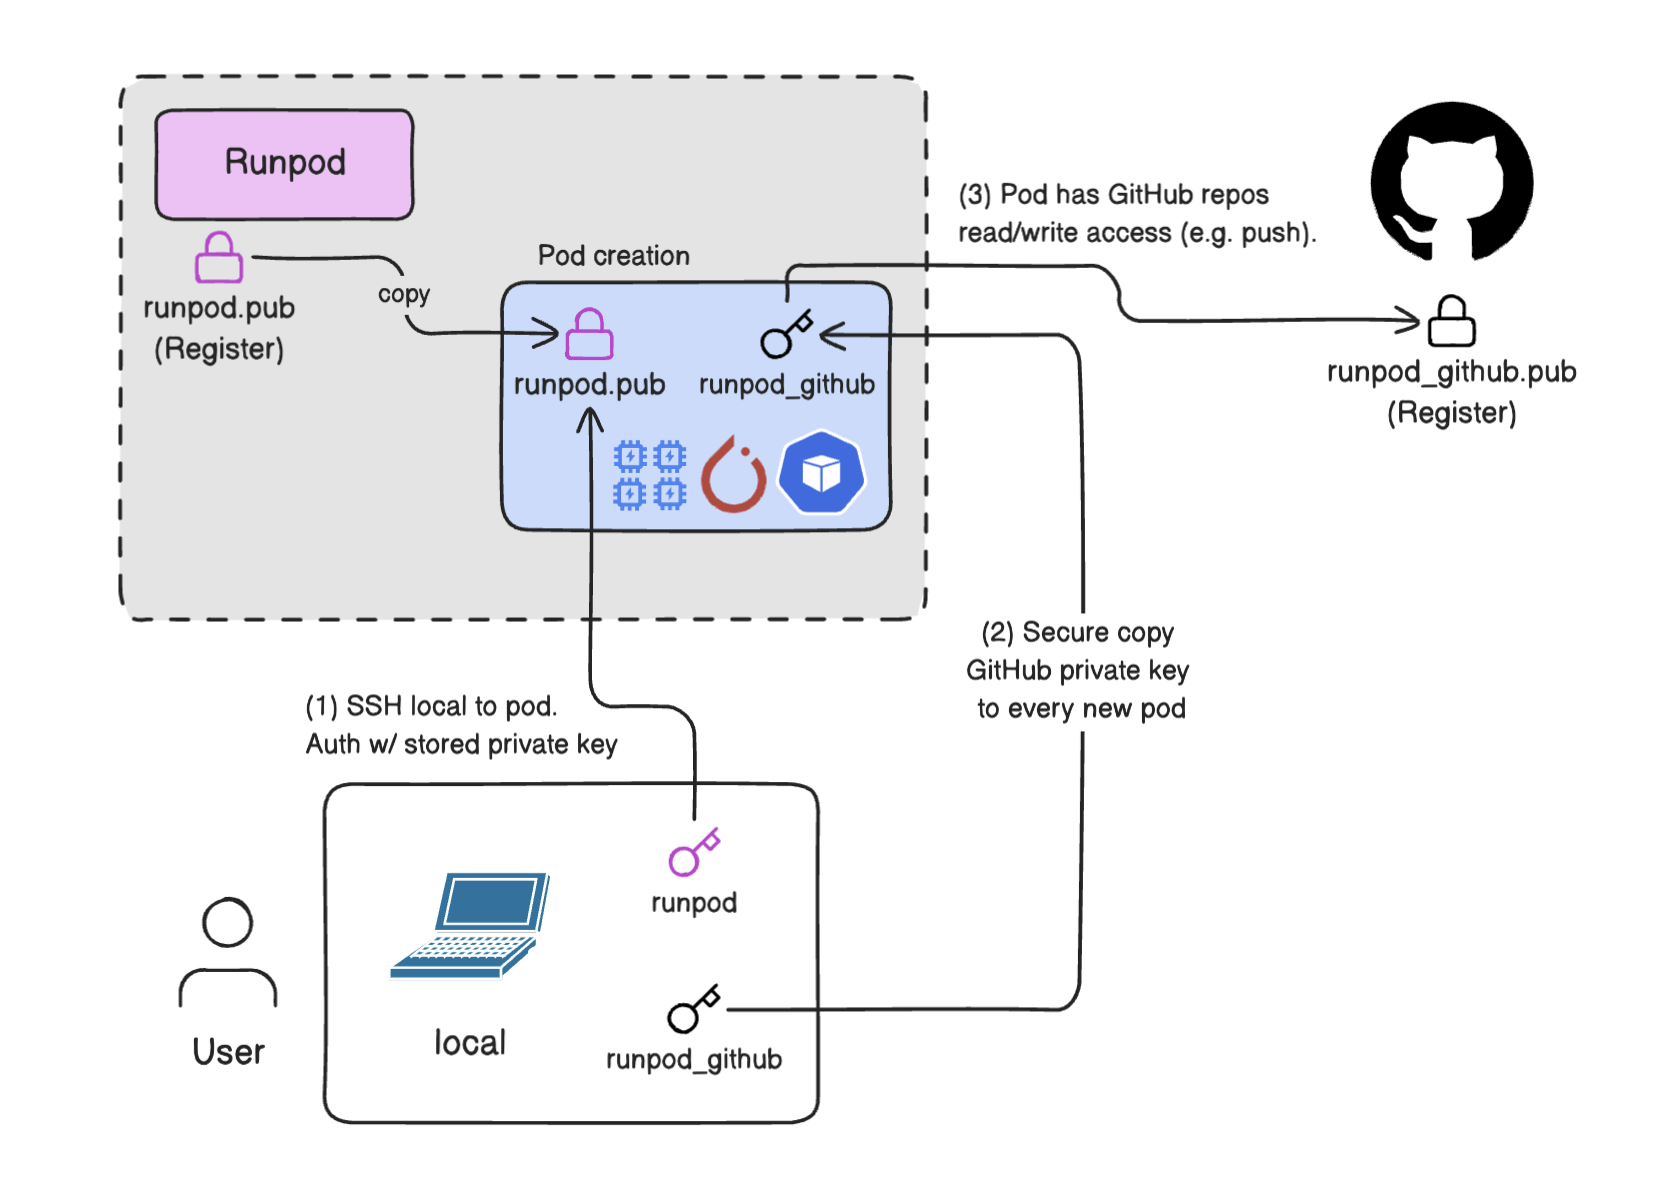 Runpod
runpod.pub
(Register)
copy
Pod creation
runpod.pub
runpod_github
(3) Pod has GitHub repos
read/write access (e.g. push).
runpod_github.pub
(Register)
(2) Secure copy
GitHub private key
to every new pod
(1) SSH local to pod.
Auth w/ stored private key
runpod
runpod_github
local
User